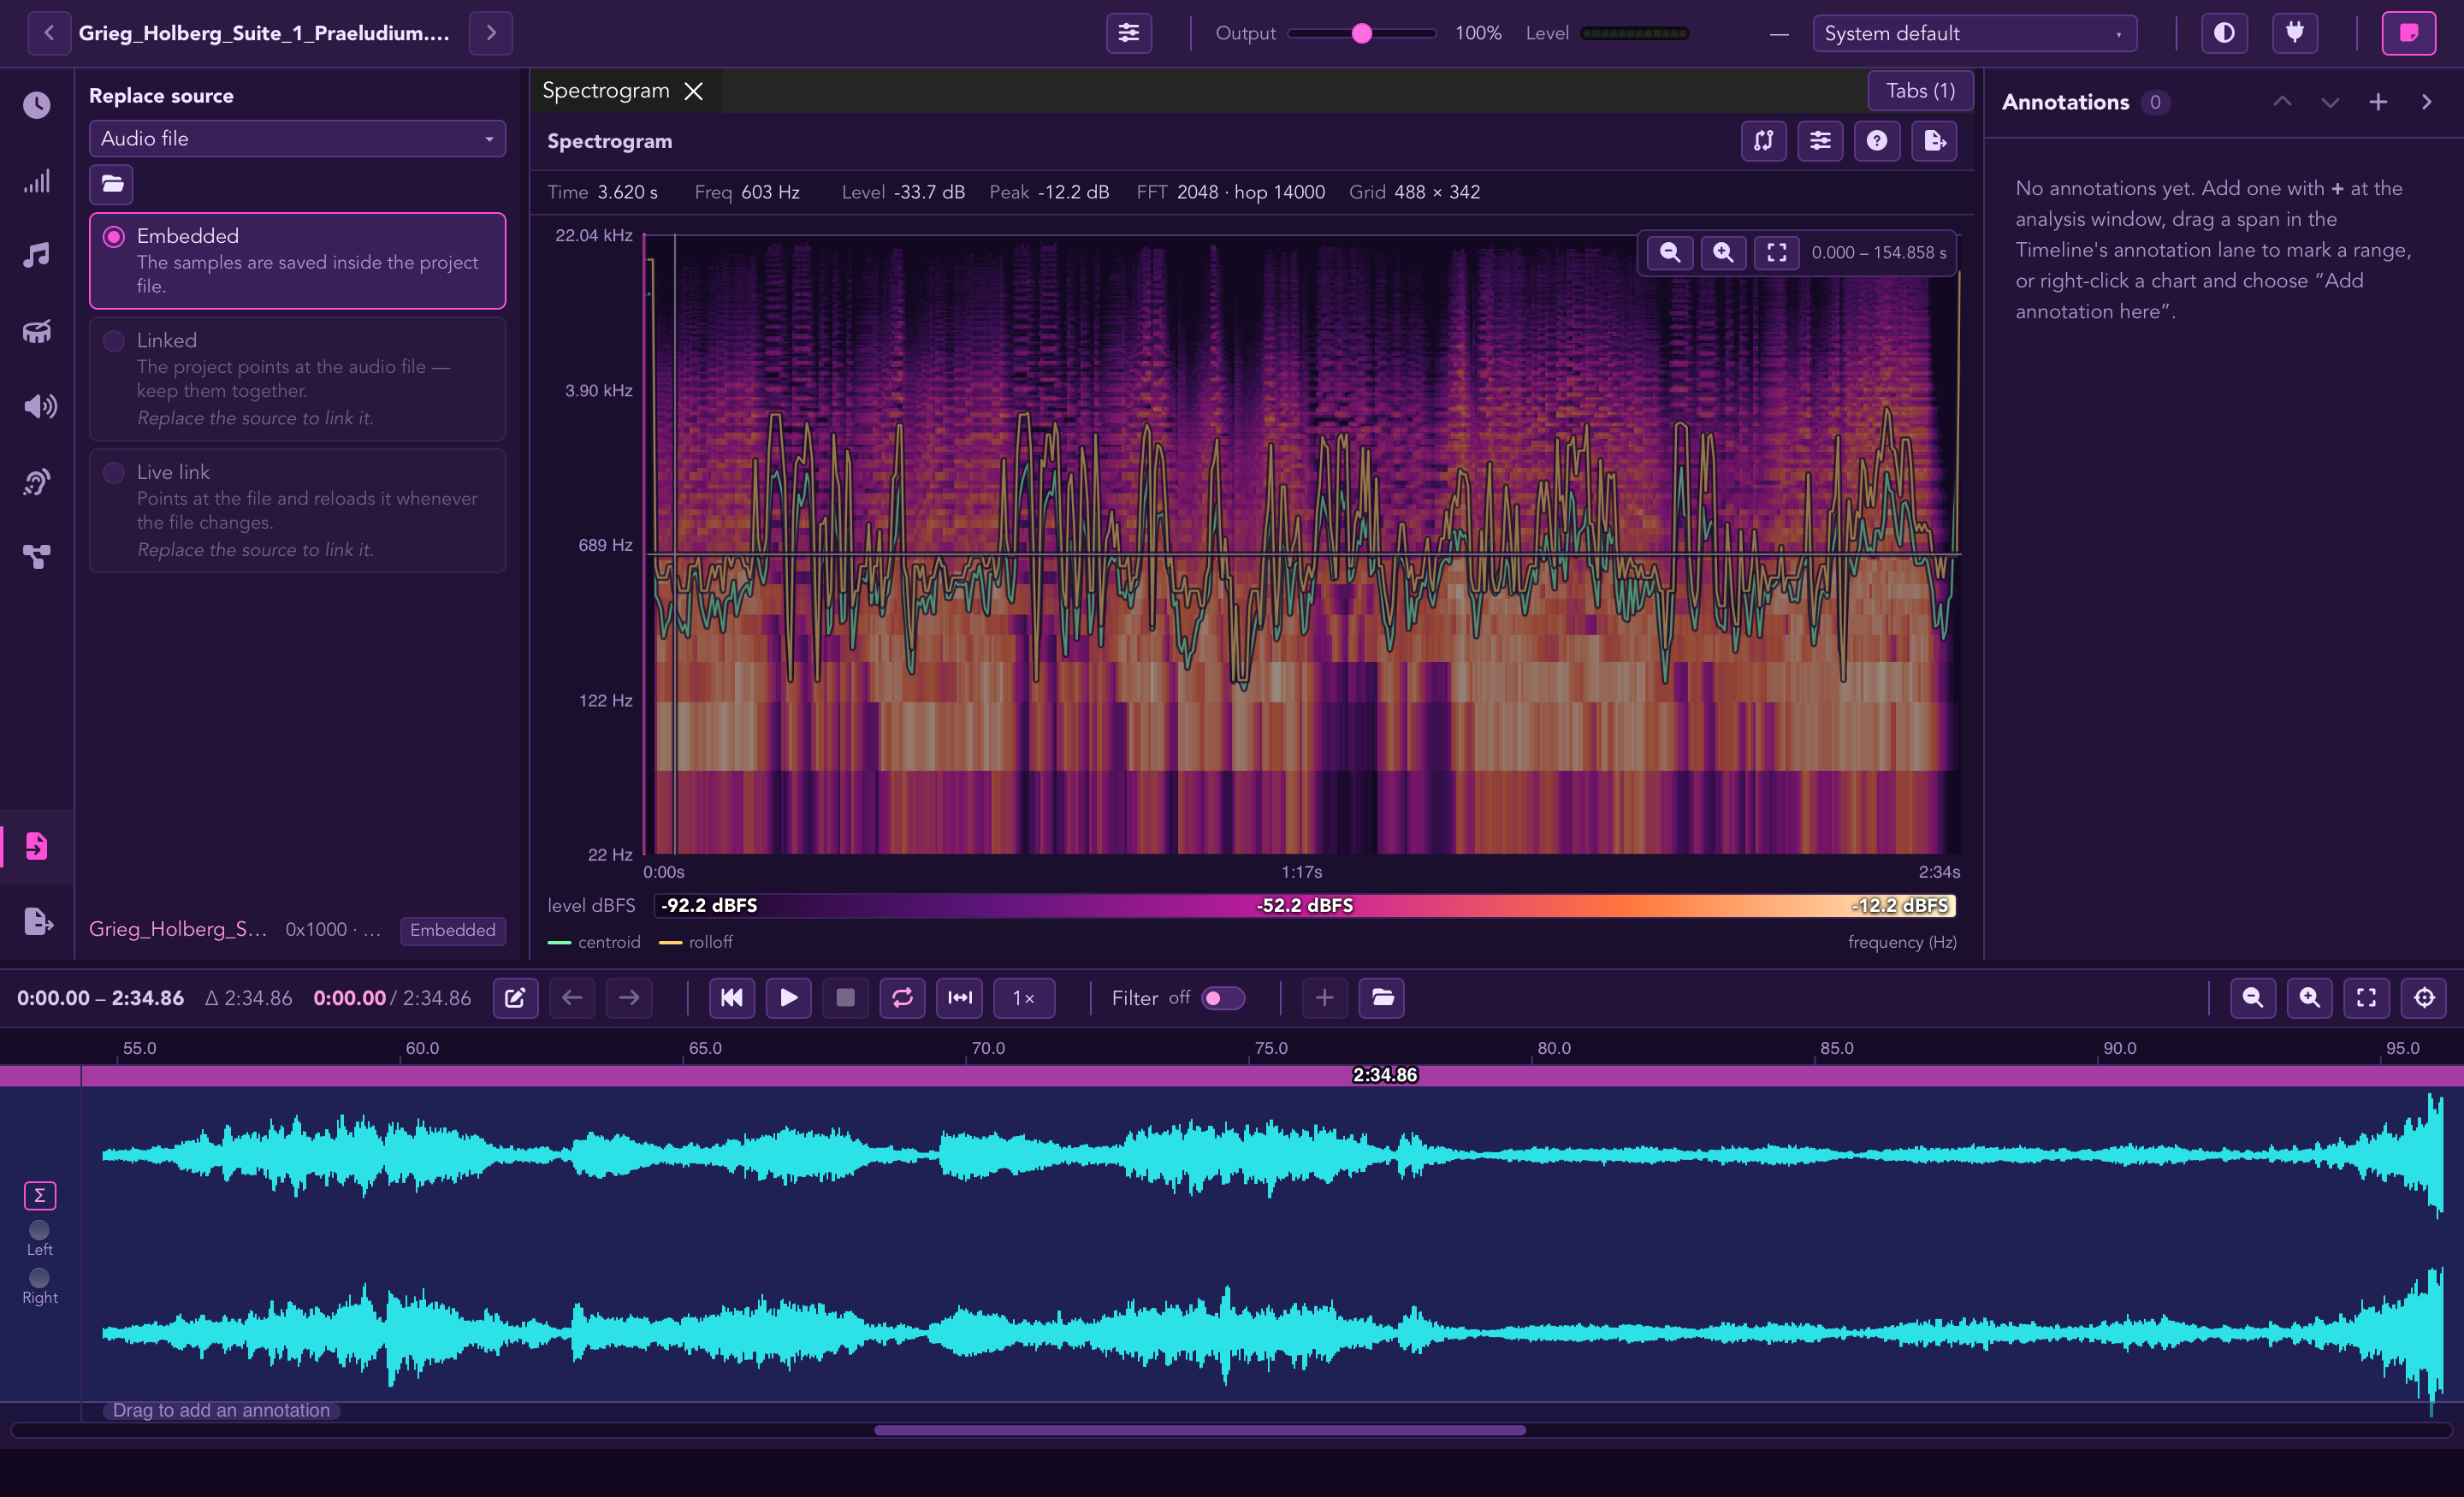 Grieg_Holberg_Suite_1_Praeludium....
Output 100% Level — System default
Replace source
Audio file
Embedded
The samples are saved inside the project
file.
Linked
The project points at the audio file —
keep them together.
Replace the source to link it.
Live link
Points at the file and reloads it whenever
the file changes.
Replace the source to link it.
Grieg_Holberg_S... 0x1000 · ... Embedded
Spectrogram Tabs (1)
Spectrogram
Time 3.620 s Freq 603 Hz Level -33.7 dB Peak -12.2 dB FFT 2048 · hop 14000 Grid 488 × 342
0.000 – 154.858 s
22.04 kHz
3.90 kHz
689 Hz
122 Hz
22 Hz
0:00s 1:17s 2:34s
level dBFS -92.2 dBFS -52.2 dBFS -12.2 dBFS
centroid rolloff frequency (Hz)
Annotations 0
No annotations yet. Add one with + at the
analysis window, drag a span in the
Timeline's annotation lane to mark a range,
or right-click a chart and choose “Add
annotation here”.
0:00.00 – 2:34.86 Δ 2:34.86 0:00.00 / 2:34.86 1× Filter off
55.0 60.0 65.0 70.0 75.0 80.0 85.0 90.0 95.0
2:34.86
Σ
Left
Right
Drag to add an annotation